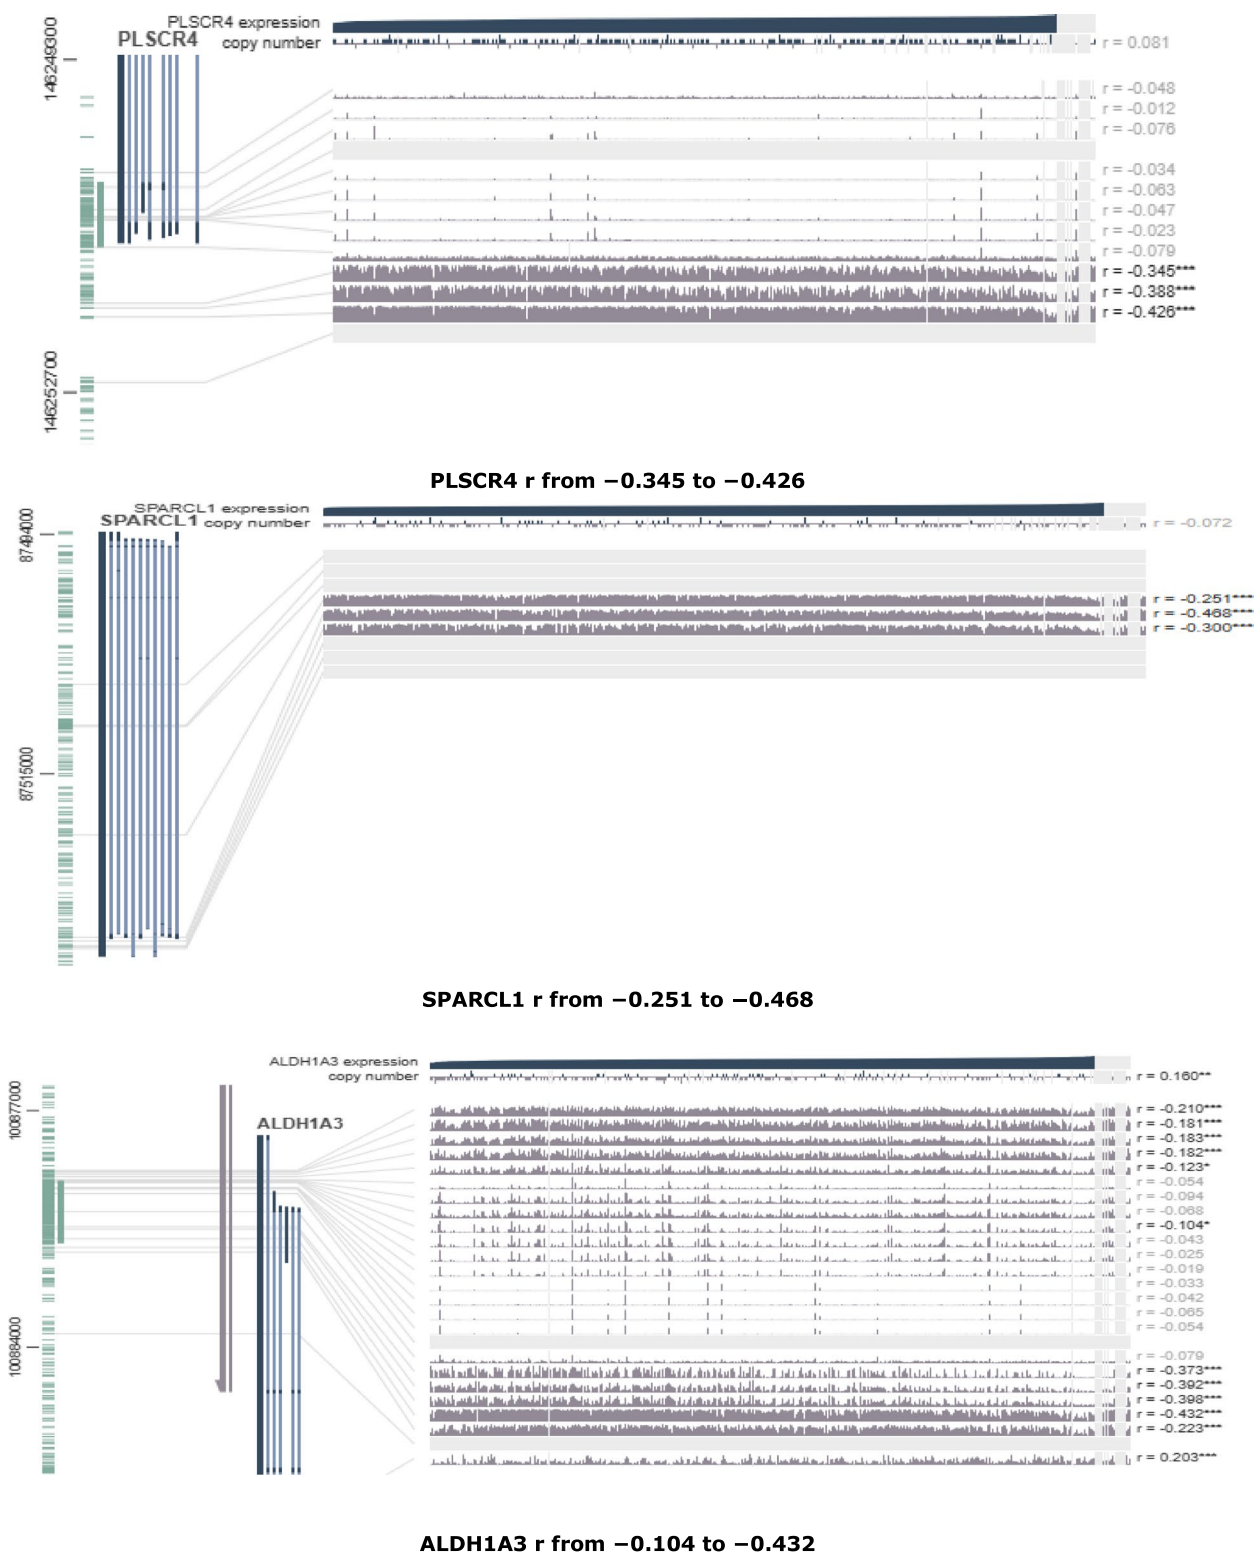 PLSCR4 expression
PLSCR4 copy number
r = 0.081
146249300
r = -0.048
r = -0.012
r = -0.076
r = -0.034
r = -0.063
r = -0.047
r = -0.023
r = -0.079
r = -0.345***
r = -0.388***
r = -0.426***
146252700
PLSCR4 r from −0.345 to −0.426
SPARCL1 expression
SPARCL1 copy number
r = -0.072
87494000
r = -0.251***
r = -0.468***
r = -0.300***
87515000
SPARCL1 r from −0.251 to −0.468
ALDH1A3 expression
copy number
r = 0.160**
100877000
ALDH1A3
r = -0.210***
r = -0.181***
r = -0.183***
r = -0.182***
r = -0.123*
r = -0.054
r = -0.094
r = -0.068
r = -0.104*
r = -0.043
r = -0.025
r = -0.019
r = -0.033
r = -0.042
r = -0.065
r = -0.054
100884000
r = -0.079
r = -0.373***
r = -0.392***
r = -0.398***
r = -0.432***
r = -0.223***
r = 0.203***
ALDH1A3 r from −0.104 to −0.432